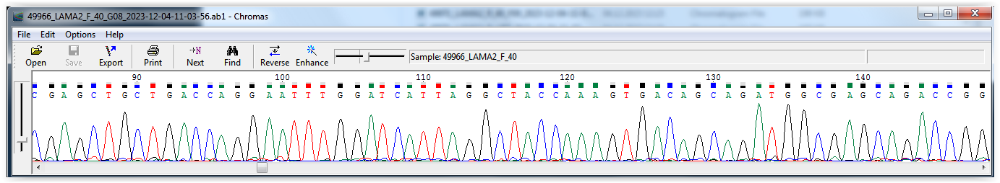 49966_LAMA2_F_40_G08_2023-12-04-11-03-56.ab1 - Chromas
File Edit Options Help
Open Save Export Print Next Find Reverse Enhance Sample: 49966_LAMA2_F_40
90 100 110 120 130 140
C G A G C T G C T G A C C A G G A A T T T G G A T C A T T A G G C T A C C A A A G T G A C A G C A G A T G G C G A G C A G A C C G G